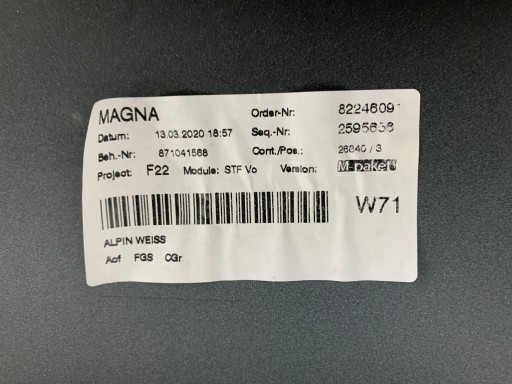 MAGNA
Order-Nr: 82246091
Datum: 13.03.2020 18:57 Seq.-Nr: 2595636
Beh.-Nr: 871041568 Cont./Pos.: 26840 / 3
Project: F22 Module: STF Vo Version: M-paket
W71
ALPIN WEISS
Aof FGS CGr